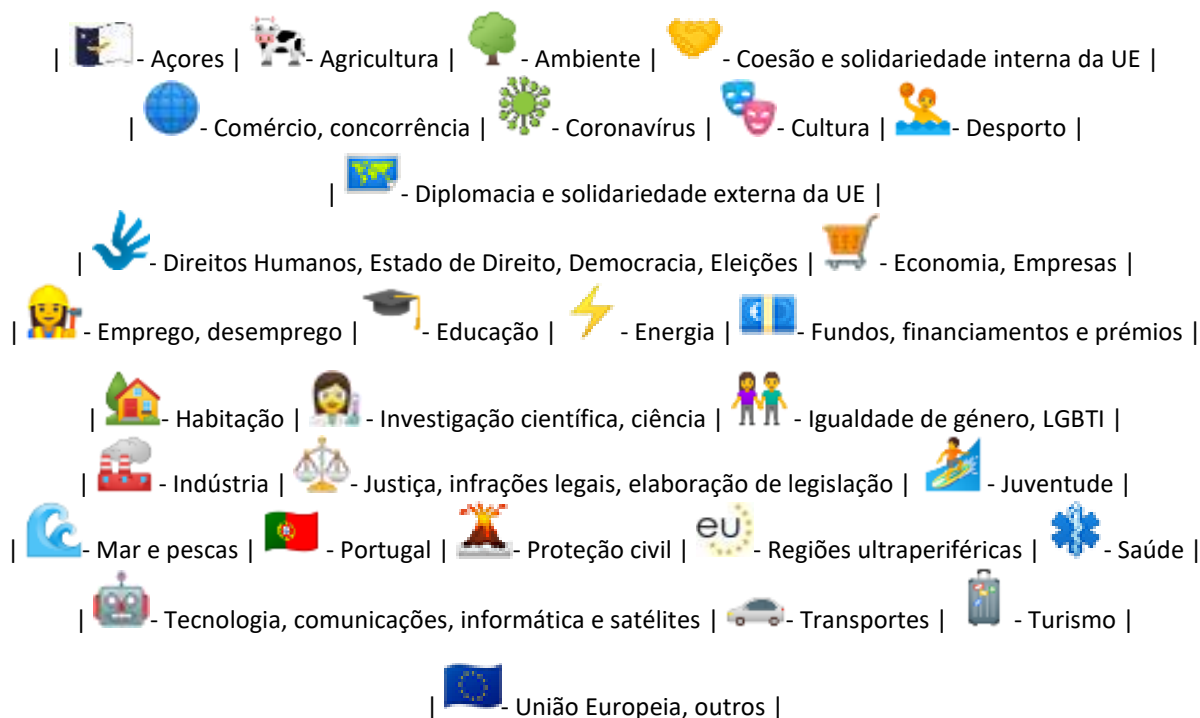 | - Açores | - Agricultura | - Ambiente | - Coesão e solidariedade interna da UE |
| - Comércio, concorrência | - Coronavírus | - Cultura | - Desporto |
| - Diplomacia e solidariedade externa da UE |
| - Direitos Humanos, Estado de Direito, Democracia, Eleições | - Economia, Empresas |
| - Emprego, desemprego | - Educação | - Energia | - Fundos, financiamentos e prémios |
| - Habitação | - Investigação científica, ciência | - Igualdade de género, LGBTI |
| - Indústria | - Justiça, infrações legais, elaboração de legislação | - Juventude |
| - Mar e pescas | - Portugal | - Proteção civil | eu - Regiões ultraperiféricas | - Saúde |
| - Tecnologia, comunicações, informática e satélites | - Transportes | - Turismo |
| - União Europeia, outros |